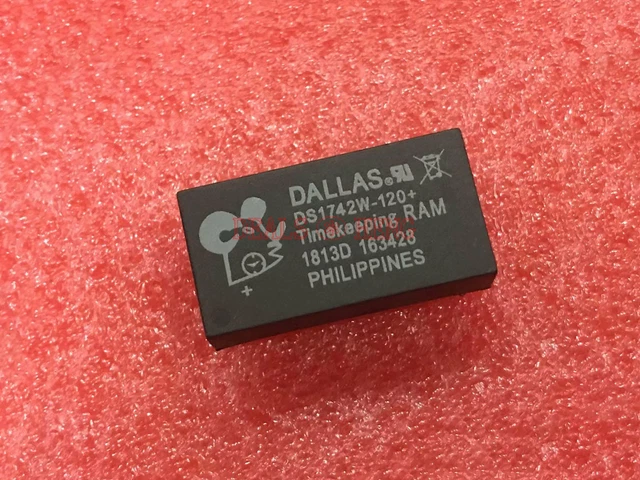 DALLAS®
DS1742W-120+
Timekeeping RAM
1813D 163428
PHILIPPINES
+